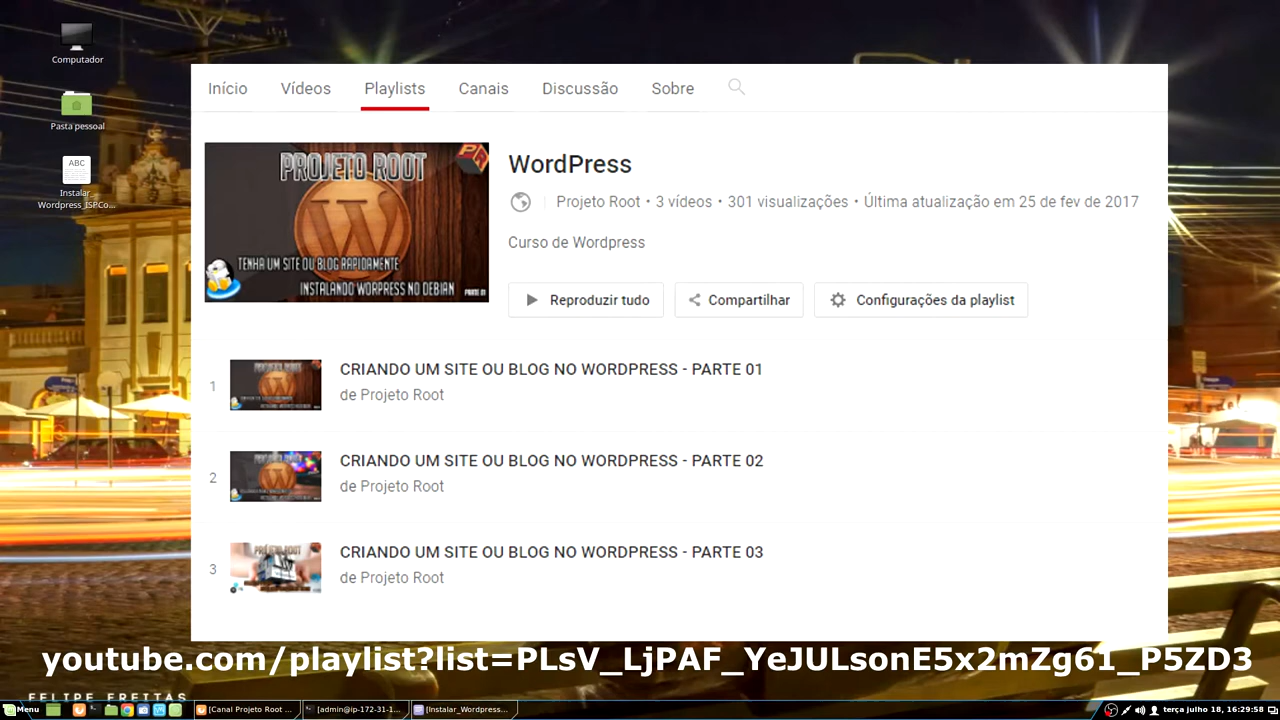 Computador
Pasta pessoal
ABC
Instalar_
Wordpress_ISPCo...
Início Vídeos Playlists Canais Discussão Sobre
PROJETO ROOT
TENHA UM SITE OU BLOG RAPIDAMENTE
INSTALANDO WORPRESS NO DEBIAN
PARTE 01
WordPress
Projeto Root • 3 vídeos • 301 visualizações • Última atualização em 25 de fev de 2017
Curso de Wordpress
Reproduzir tudo Compartilhar Configurações da playlist
1 CRIANDO UM SITE OU BLOG NO WORDPRESS - PARTE 01
de Projeto Root
2 CRIANDO UM SITE OU BLOG NO WORDPRESS - PARTE 02
de Projeto Root
3 CRIANDO UM SITE OU BLOG NO WORDPRESS - PARTE 03
de Projeto Root
youtube.com/playlist?list=PLsV_LjPAF_YeJULsonE5x2mZg61_P5ZD3
FELIPE FREITAS
Menu [Canal Projeto Root ... [admin@ip-172-31-1... [Instalar_Wordpress... terça julho 18, 16:29:58